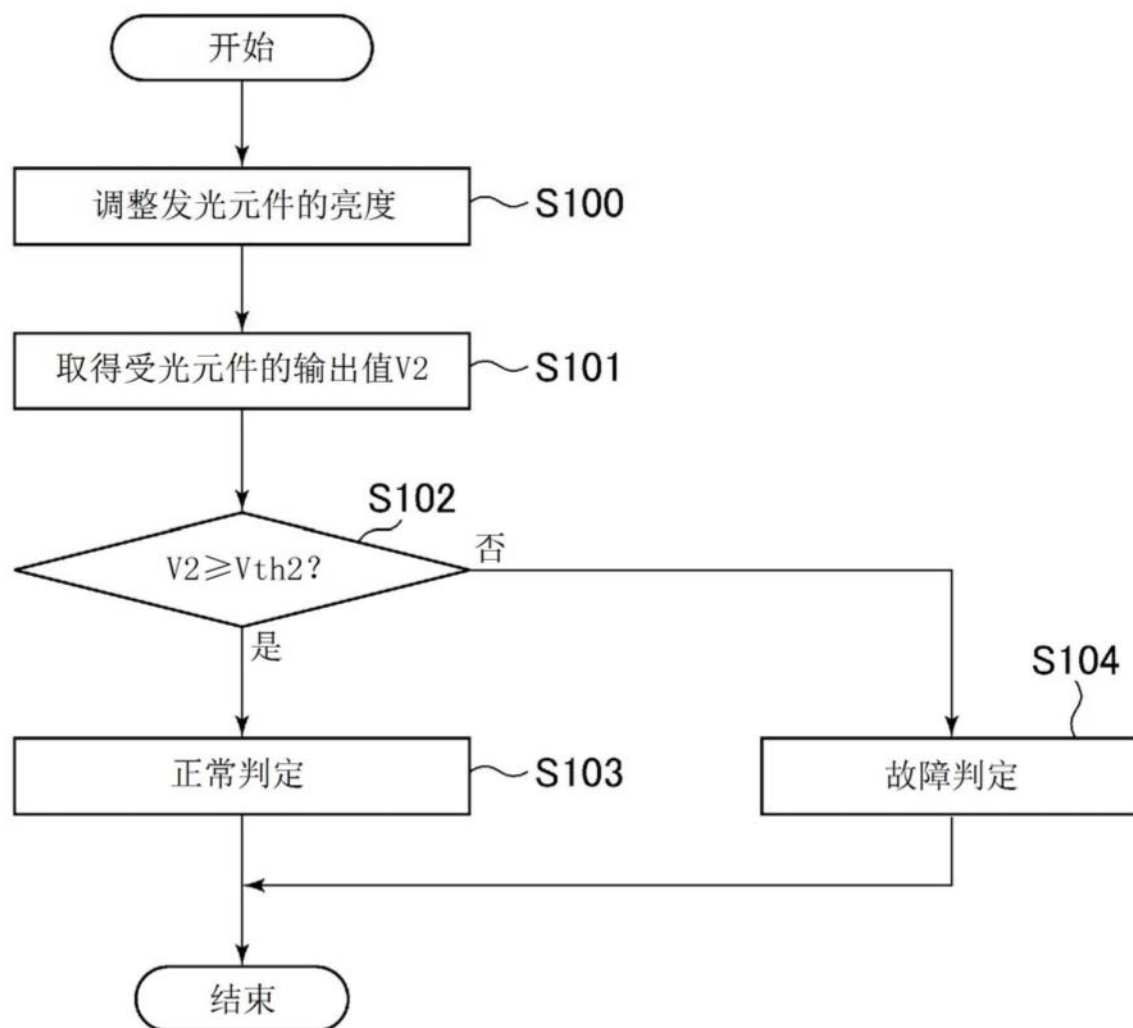 开始
调整发光元件的亮度
S100
取得受光元件的输出值V2
S101
S102
V2≥Vth2?
否
是
S104
正常判定
S103
故障判定
结束